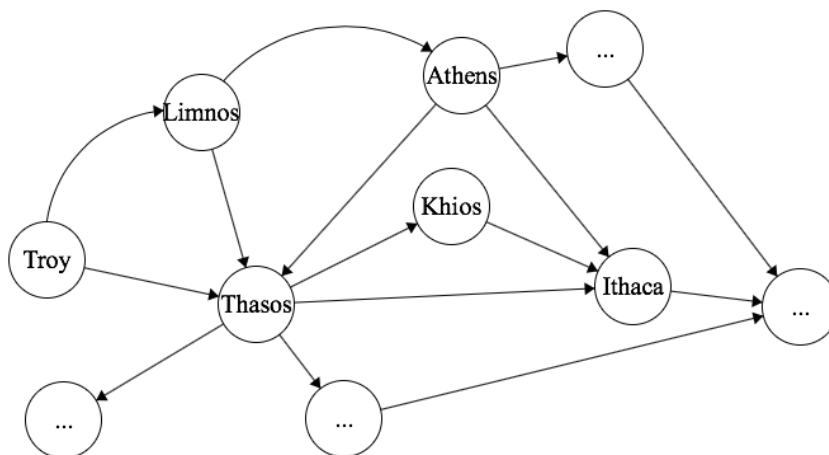 ...
Athens
Limnos
Khios
Troy
Ithaca
Thasos
...
...
...